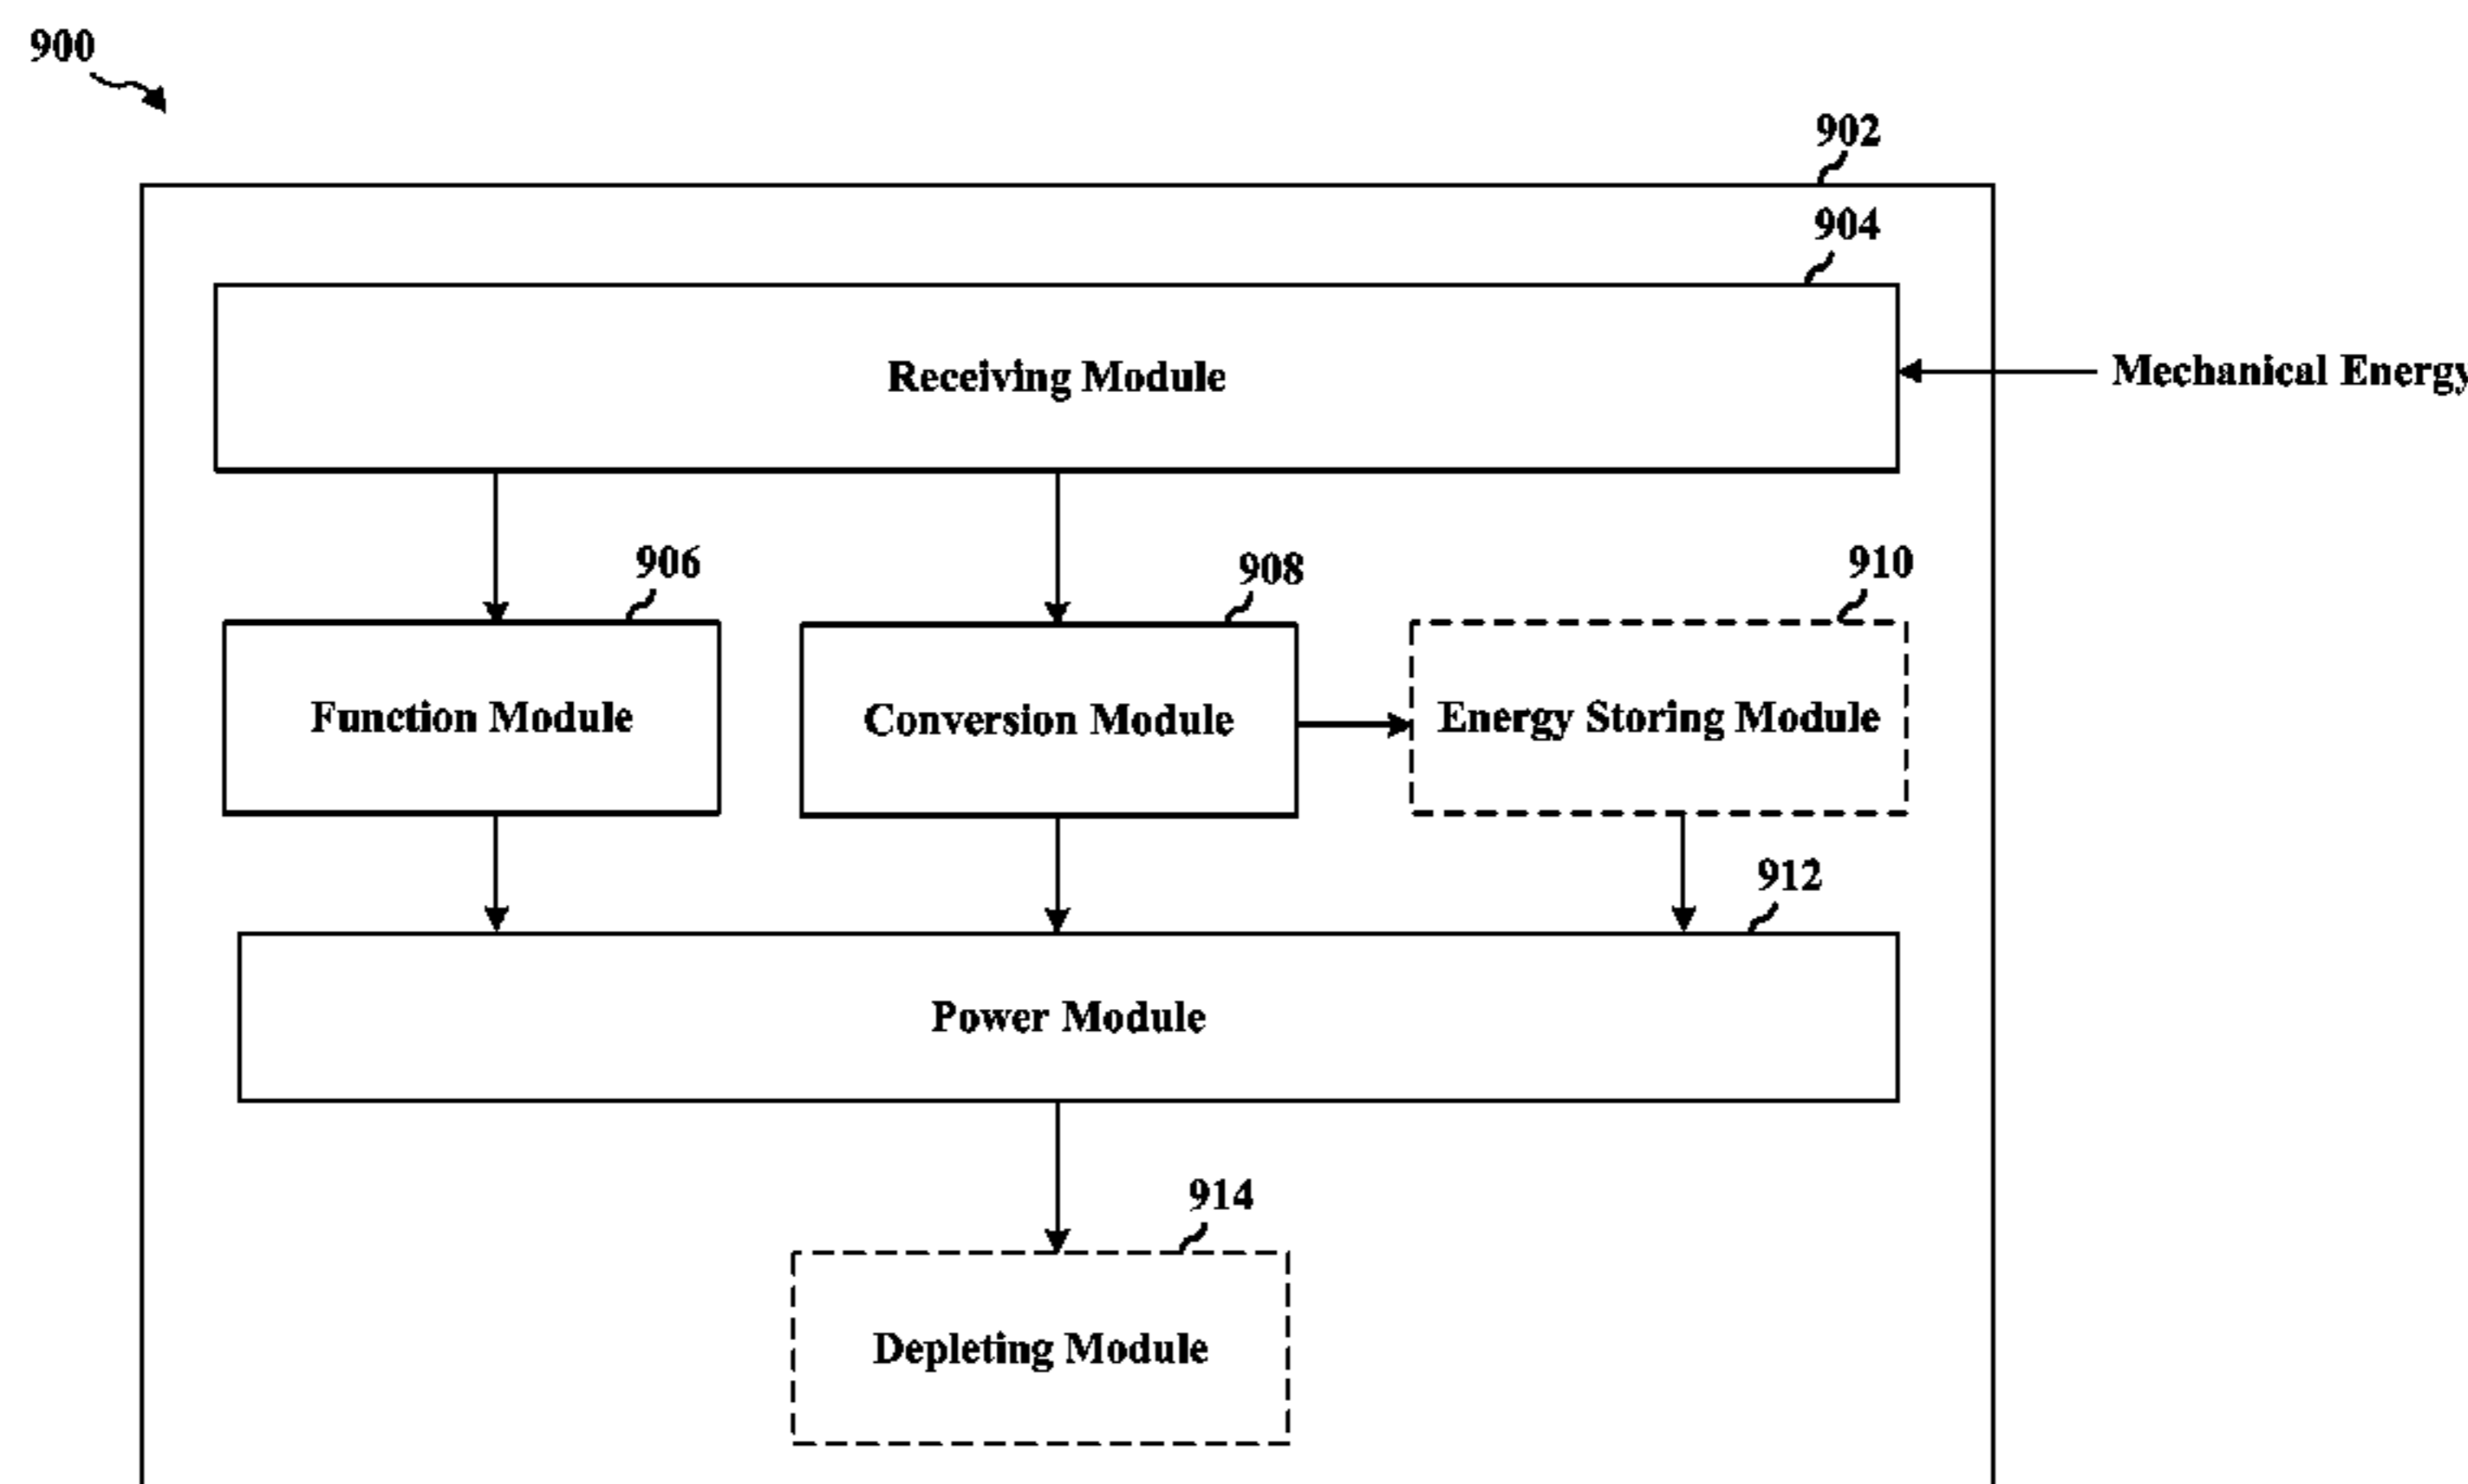 900
902
904
Receiving Module
Mechanical Energy
906
908
910
Function Module
Conversion Module
Energy Storing Module
912
Power Module
914
Depleting Module